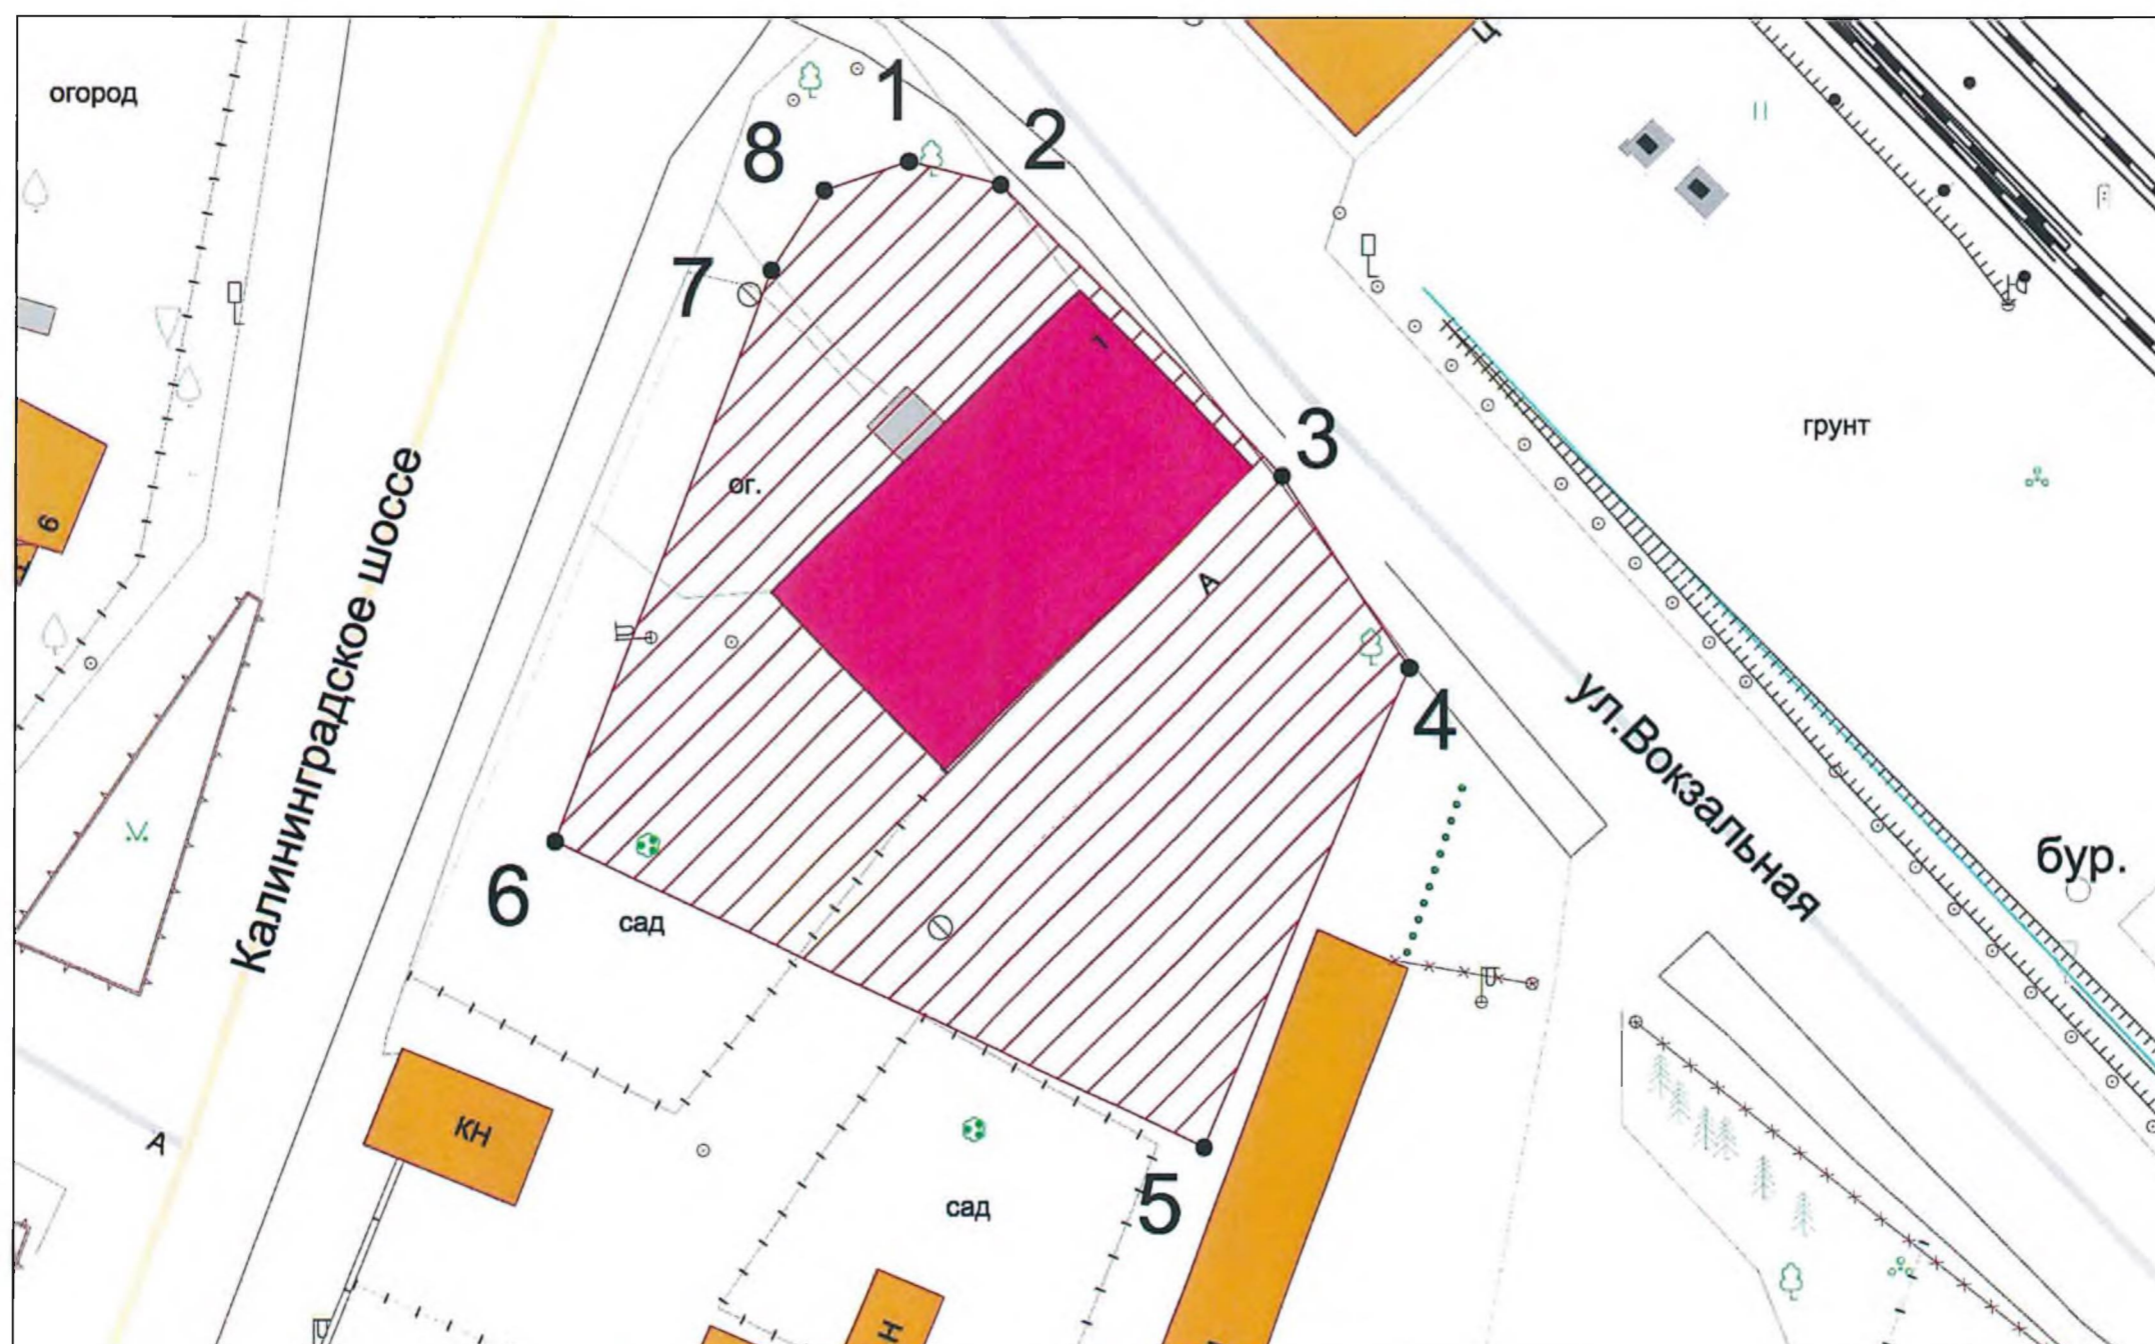 огород
1
2
8
7
3
грунт
ог.
6
А
Калининградское шоссе
4
ул.Вокзальная
бур.
6
сад
А
КН
5
сад
Н